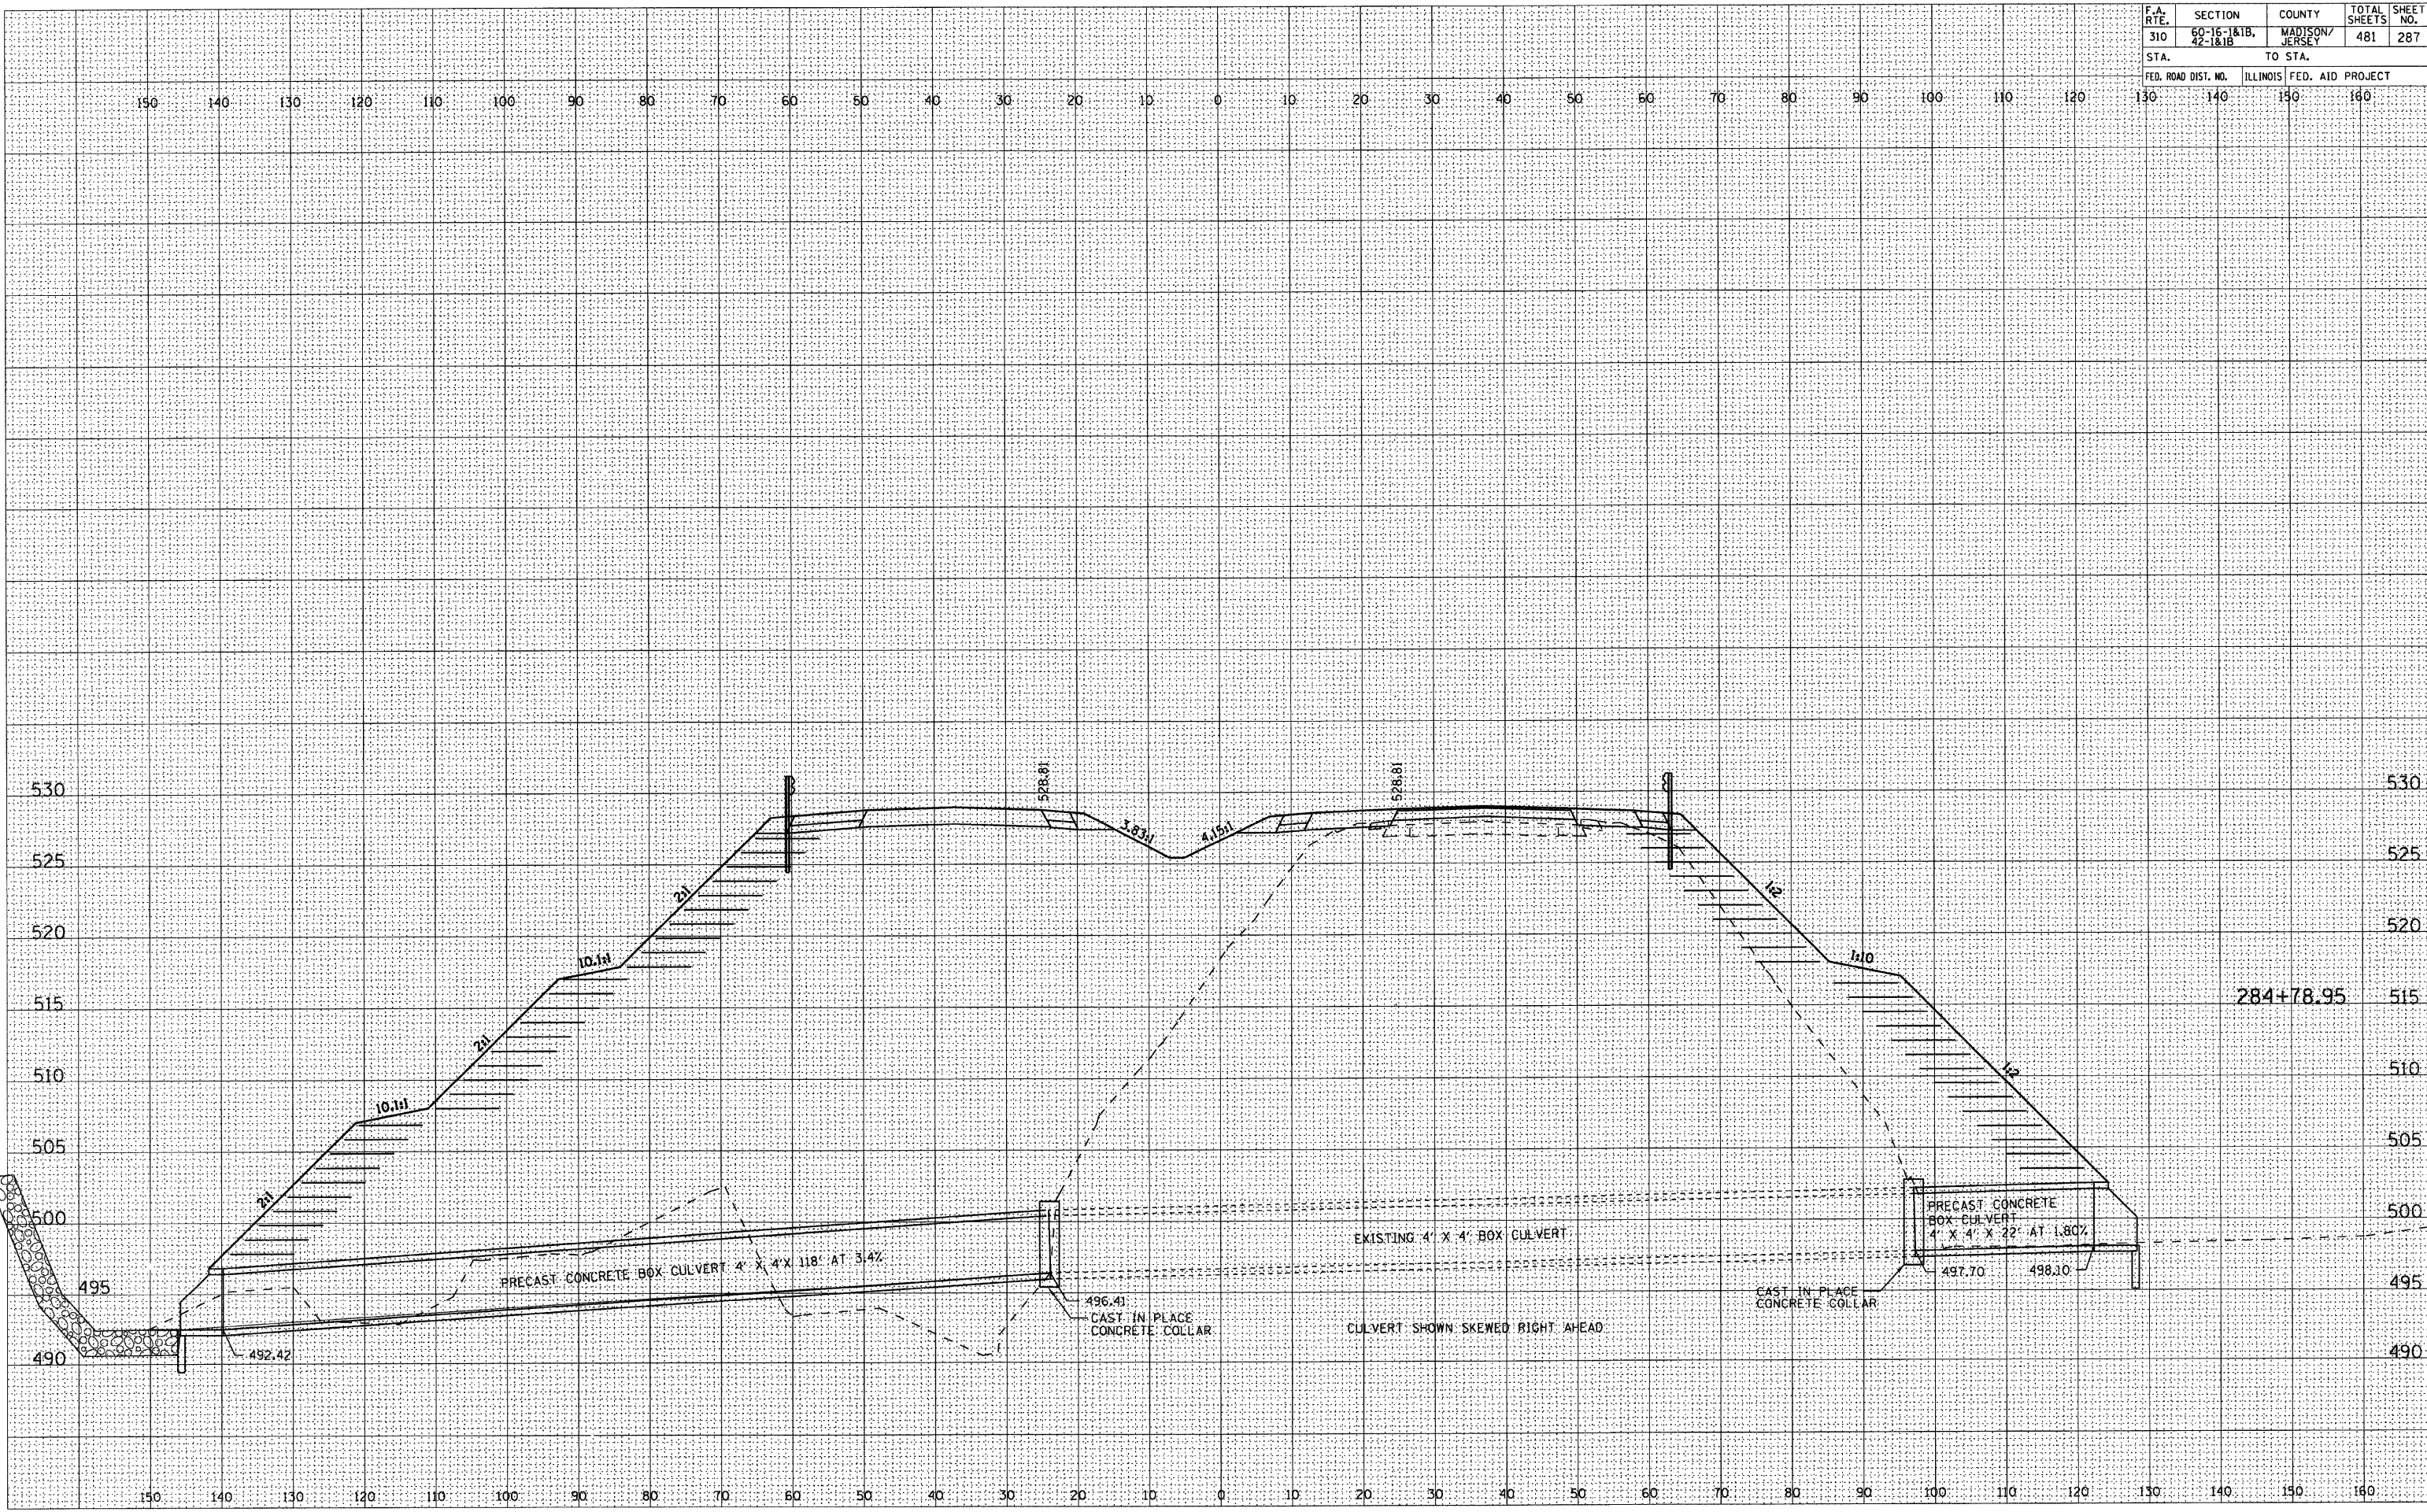 F.A. RTE. SECTION COUNTY TOTAL SHEETS SHEET NO.
310 60-16-1&1B, 42-1&1B MADISON/ JERSEY 481 287
STA. TO STA.
FED. ROAD DIST. NO. ILLINOIS FED. AID PROJECT
150 140 130 120 110 100 90 80 70 60 50 40 30 20 10 0 10 20 30 40 50 60 70 80 90 100 110 120 130 140 150 160
528.81 528.81
530 530
3.83:1 4.15:1
525 525
2:1 1:2
520 520
10.1:1 1:10
284+78.95
515 515
2:1 1:2
510 510
10.1:1
505 505
2:1
500 500
PRECAST CONCRETE
BOX CULVERT
4' X 4' X 22' AT 1.80%
EXISTING 4' X 4' BOX CULVERT
PRECAST CONCRETE BOX CULVERT 4' X 4' X 118' AT 3.4%
497.70 498.10
495 495
496.41
CAST IN PLACE
CONCRETE COLLAR
CAST IN PLACE
CONCRETE COLLAR
CULVERT SHOWN SKEWED RIGHT AHEAD
492.42
490 490
150 140 130 120 110 100 90 80 70 60 50 40 30 20 10 0 10 20 30 40 50 60 70 80 90 100 110 120 130 140 150 160